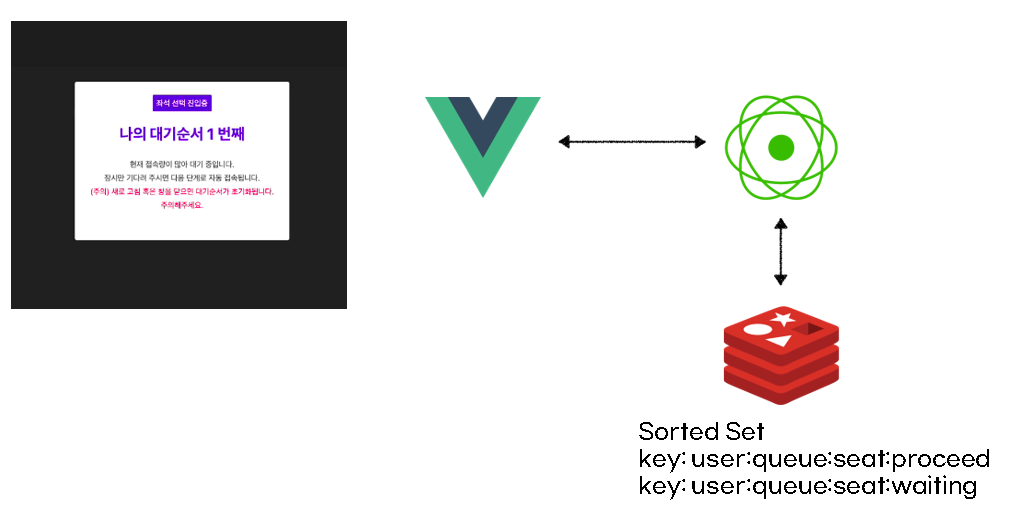 좌석 선택 진입중
나의 대기순서 1 번째
현재 접속량이 많아 대기 중입니다.
잠시만 기다려 주시면 다음 단계로 자동 접속됩니다.
(주의) 새로 고침 혹은 창을 닫으면 대기순서가 초기화됩니다.
주의해주세요.
Sorted Set
key: user:queue:seat:proceed
key: user:queue:seat:waiting